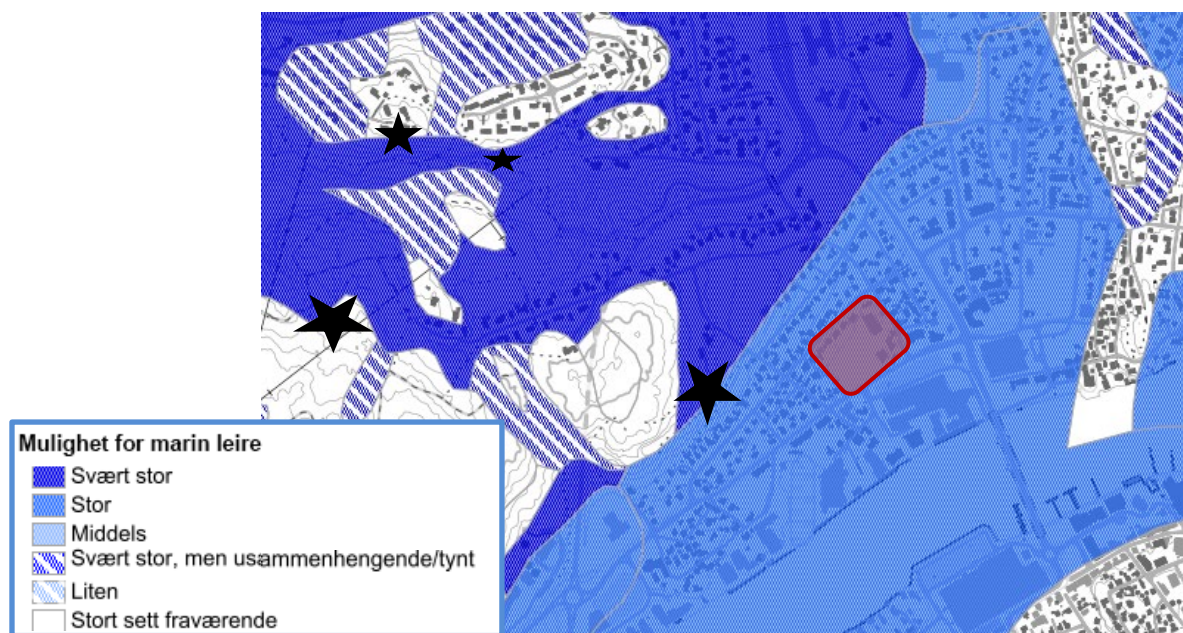 Mulighet for marin leire
Svært stor
Stor
Middels
Svært stor, men usammenhengende/tynt
Liten
Stort sett fraværende